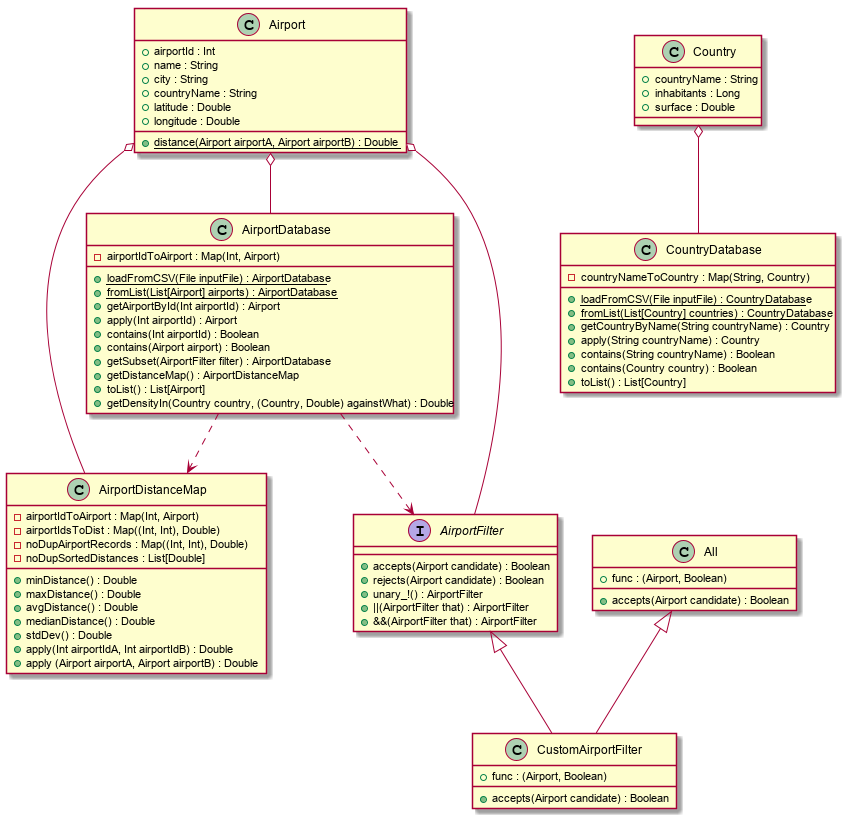 C Airport
airportId : Int
name : String
city : String
countryName : String
latitude : Double
longitude : Double
distance(Airport airportA, Airport airportB) : Double
C Country
countryName : String
inhabitants : Long
surface : Double
C AirportDatabase
airportIdToAirport : Map(Int, Airport)
loadFromCSV(File inputFile) : AirportDatabase
fromList(List[Airport] airports) : AirportDatabase
getAirportById(Int airportId) : Airport
apply(Int airportId) : Airport
contains(Int airportId) : Boolean
contains(Airport airport) : Boolean
getSubset(AirportFilter filter) : AirportDatabase
getDistanceMap() : AirportDistanceMap
toList() : List[Airport]
getDensityIn(Country country, (Country, Double) againstWhat) : Double
C CountryDatabase
countryNameToCountry : Map(String, Country)
loadFromCSV(File inputFile) : CountryDatabase
fromList(List[Country] countries) : CountryDatabase
getCountryByName(String countryName) : Country
apply(String countryName) : Country
contains(String countryName) : Boolean
contains(Country country) : Boolean
toList() : List[Country]
C AirportDistanceMap
airportIdToAirport : Map(Int, Airport)
airportIdsToDist : Map((Int, Int), Double)
noDupAirportRecords : Map((Int, Int), Double)
noDupSortedDistances : List[Double]
minDistance() : Double
maxDistance() : Double
avgDistance() : Double
medianDistance() : Double
stdDev() : Double
apply(Int airportIdA, Int airportIdB) : Double
apply (Airport airportA, Airport airportB) : Double
I AirportFilter
accepts(Airport candidate) : Boolean
rejects(Airport candidate) : Boolean
unary_!() : AirportFilter
||(AirportFilter that) : AirportFilter
&&(AirportFilter that) : AirportFilter
C All
func : (Airport, Boolean)
accepts(Airport candidate) : Boolean
C CustomAirportFilter
func : (Airport, Boolean)
accepts(Airport candidate) : Boolean